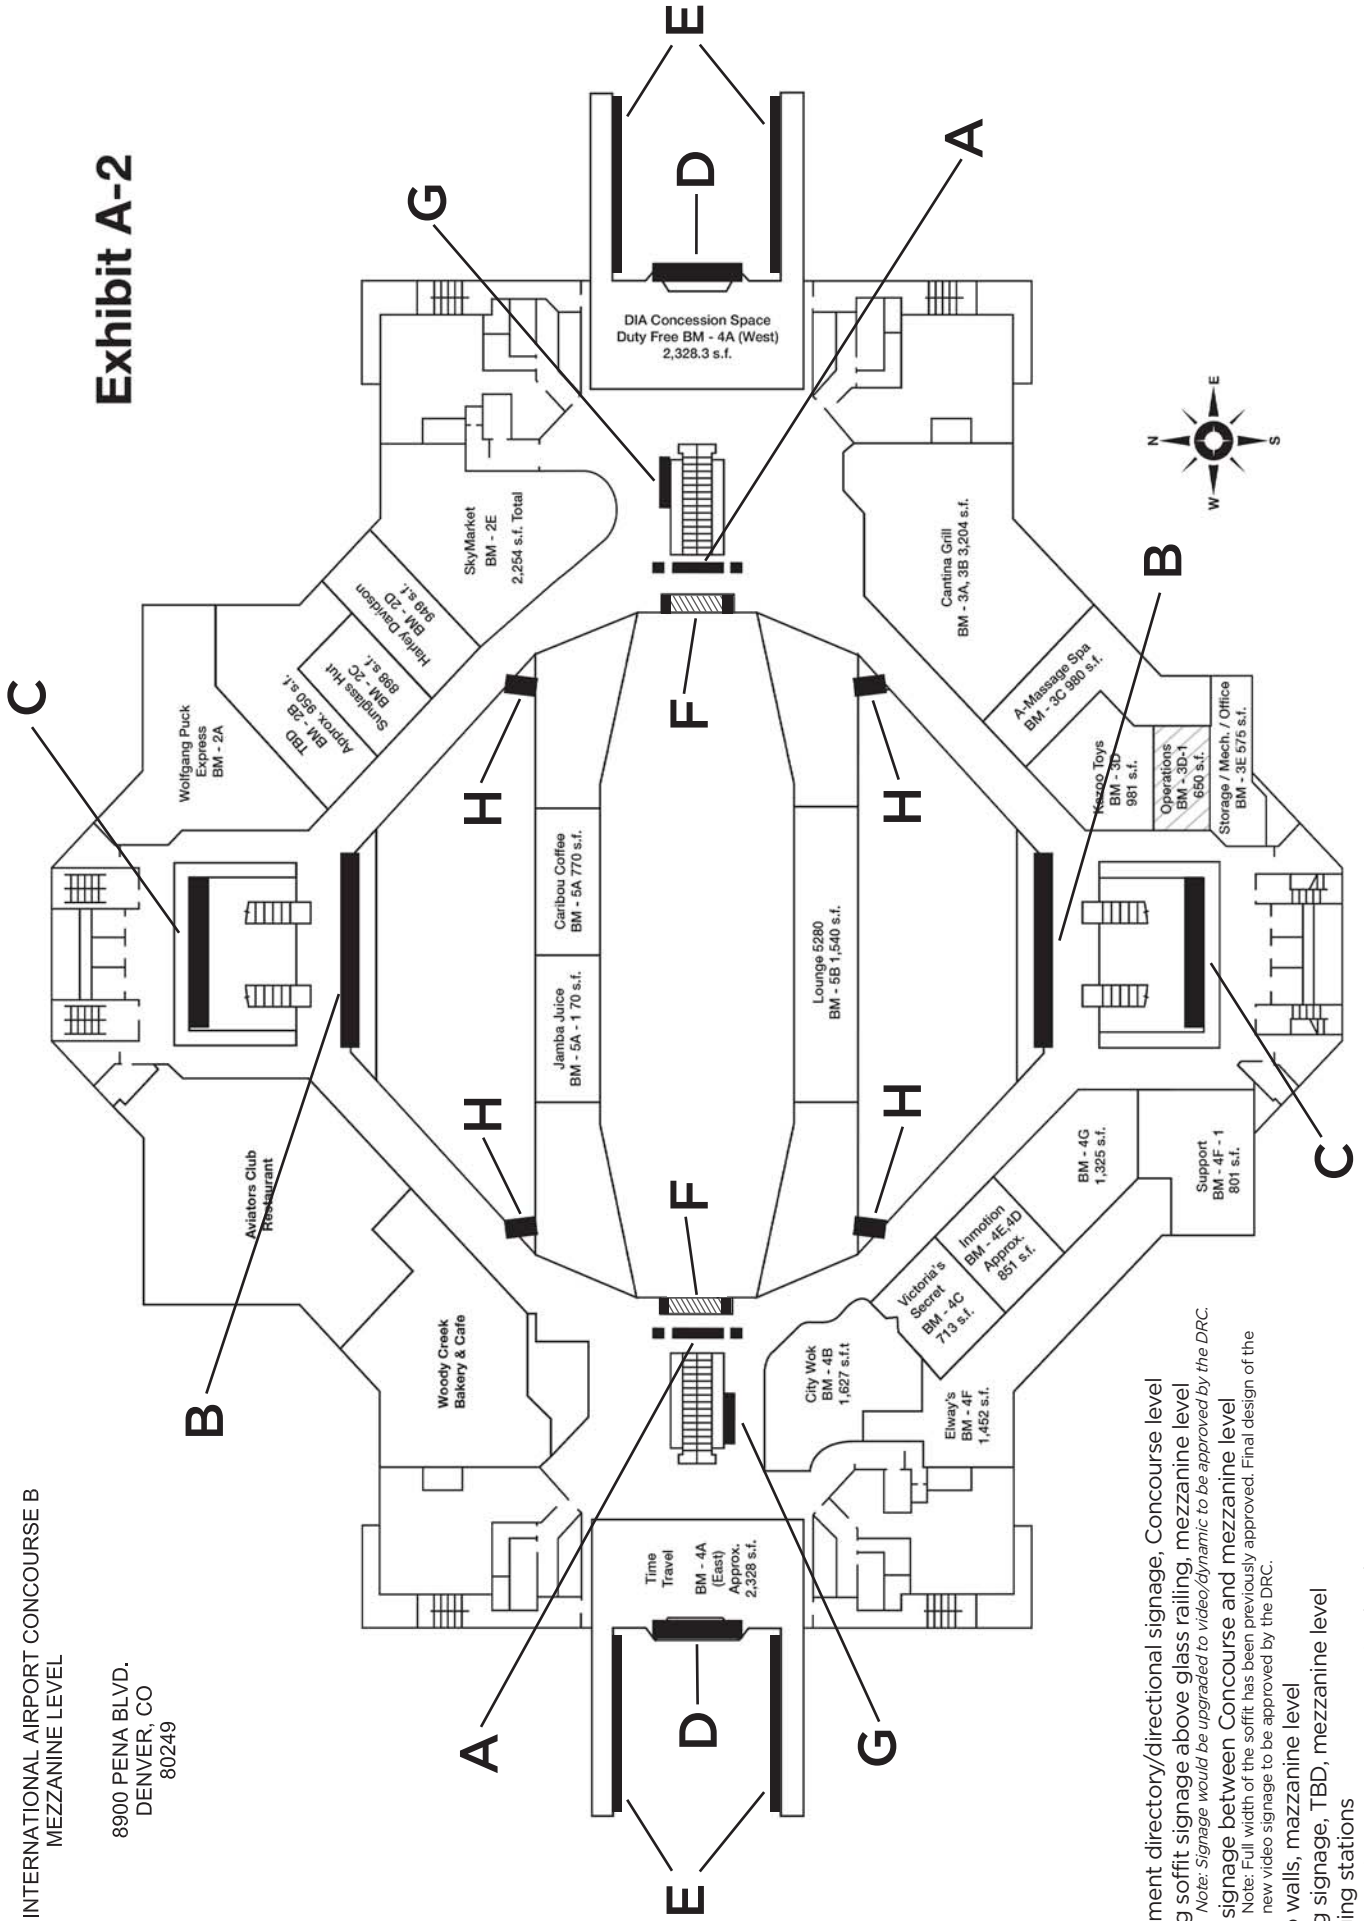 Exhibit A-2
INTERNATIONAL AIRPORT CONCOURSE B
MEZZANINE LEVEL
8900 PENA BLVD.
DENVER, CO
80249
E
D
G
A
C
B
F
H
H
H
H
F
B
C
A
D
G
E
N
E
S
W
DIA Concession Space
Duty Free BM - 4A (West)
2,328.3 s.f.
SkyMarket
BM - 2E
2,254 s.f. Total
Harley Davidson
BM - 2D
949 s.f.
Sunglass Hut
BM - 2C
898 s.f.
TBD
BM - 2B
Approx. 950 s.f.
Wolfgang Puck
Express
BM - 2A
Cantina Grill
BM - 3A, 3B 3,204 s.f.
A-Massage Spa
BM - 3C 980 s.f.
Kazoo Toys
BM - 3D
981 s.f.
Operations
BM - 3D-1
650 s.f.
Storage / Mech. / Office
BM - 3E 575 s.f.
Caribou Coffee
BM - 5A 770 s.f.
Jamba Juice
BM - 5A - 1 70 s.f.
Lounge 5280
BM - 5B 1,540 s.f.
Aviators Club
Restaurant
Woody Creek
Bakery & Cafe
Time
Travel
BM - 4A
(East)
Approx.
2,328 s.f.
City Wok
BM - 4B
1,627 s.f.t
Victoria's
Secret
BM - 4C
713 s.f.
Inmotion
BM - 4E,4D
Approx.
851 s.f.
Elway's
BM - 4F
1,452 s.f.
BM - 4G
1,325 s.f.
Support
BM - 4F - 1
801 s.f.
ment directory/directional signage, Concourse level
g soffit signage above glass railing, mezzanine level
Note: Signage would be upgraded to video/dynamic to be approved by the DRC.
signage between Concourse and mezzanine level
Note: Full width of the soffit has been previously approved. Final design of the
new video signage to be approved by the DRC.
walls, mazzanine level
g signage, TBD, mezzanine level
ing stations